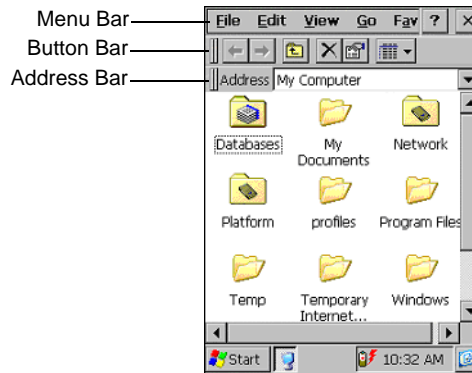 Menu Bar
File Edit View Go Fav ? ×
Button Bar
Address Bar
Address My Computer
Databases
My
Documents
Network
Platform
profiles
Program Files
Temp
Temporary
Internet...
Windows
Start 10:32 AM